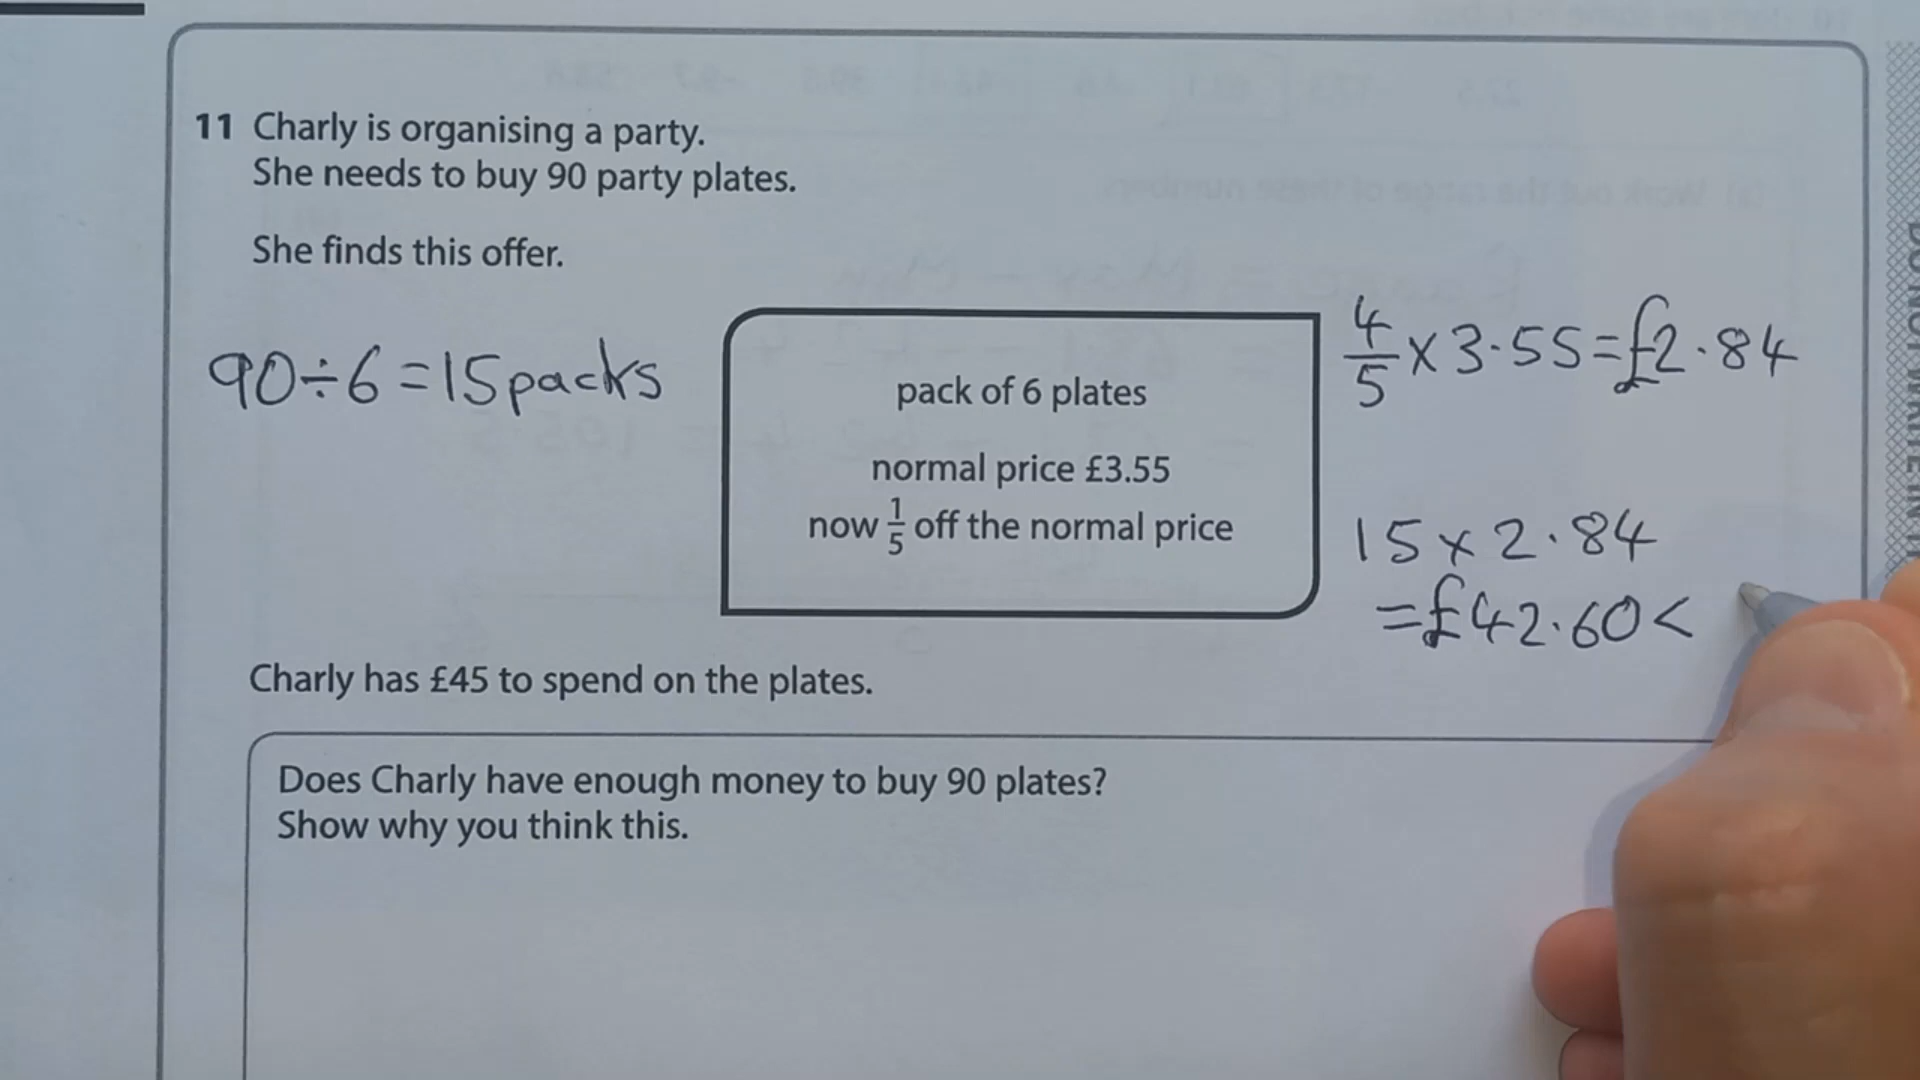 11 Charly is organising a party.
She needs to buy 90 party plates.
She finds this offer.
90÷6=15packs
pack of 6 plates
normal price £3.55
now 1/5 off the normal price
4/5×3.55=£2.84
15×2.84
=£42.60<
Charly has £45 to spend on the plates.
Does Charly have enough money to buy 90 plates?
Show why you think this.